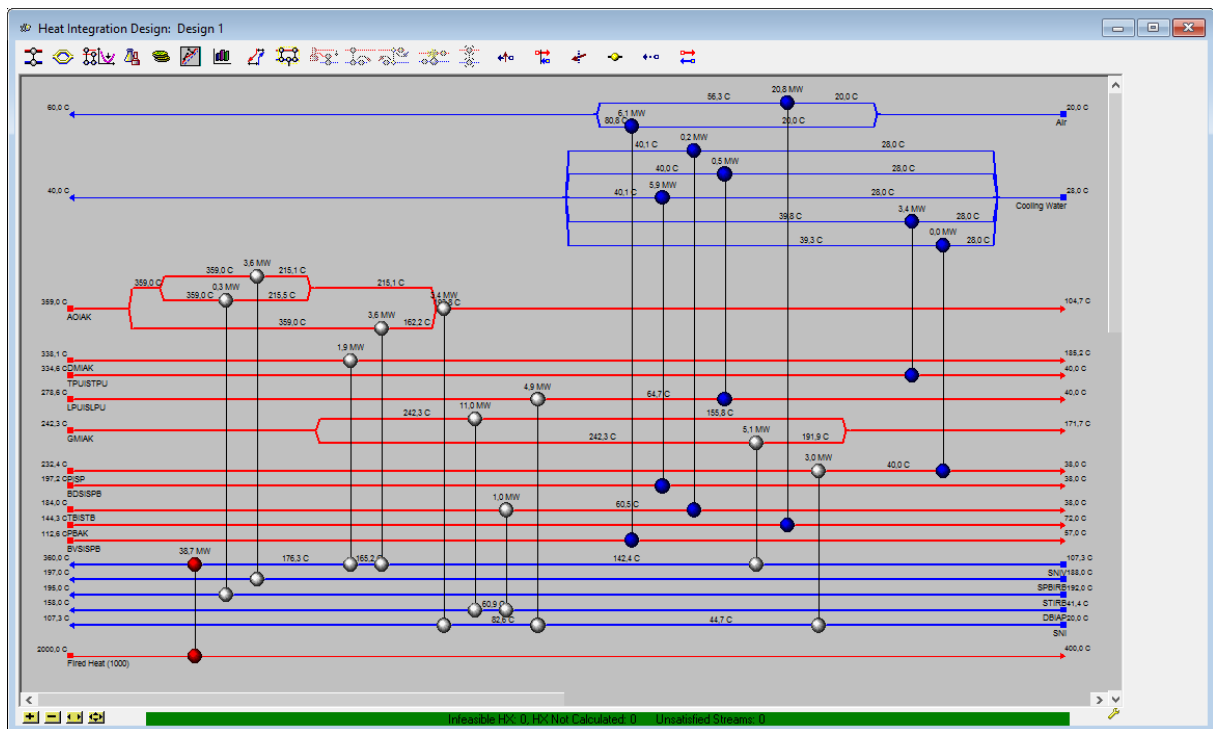 Heat Integration Design: Design 1
60,0 C
56,3 C
20,8 MW
20,0 C
20,0 C
6,1 MW
80,8 C
20,0 C
Air
0,2 MW
40,1 C
28,0 C
0,5 MW
40,0 C
28,0 C
40,0 C
5,9 MW
40,1 C
28,0 C
28,0 C
Cooling Water
3,4 MW
39,8 C
28,0 C
0,0 MW
39,3 C
28,0 C
3,6 MW
359,0 C
215,1 C
359,0 C
0,3 MW
215,1 C
359,0 C
215,5 C
359,0 C
3,4 MW
104,7 C
AOIAK
3,6 MW
359,0 C
162,2 C
338,1 C
1,9 MW
185,2 C
DMIAK
334,6 C
40,0 C
TPUISTPU
278,6 C
4,9 MW
64,7 C
40,0 C
LPUISLPU
11,0 MW
242,3 C
155,8 C
242,3 C
171,7 C
GMIAK
5,1 MW
242,3 C
191,9 C
232,4 C
3,0 MW
40,0 C
38,0 C
PISP
197,2 C
38,0 C
BDSISPB
184,0 C
1,0 MW
60,5 C
38,0 C
TBISTB
144,3 C
72,0 C
PBAK
112,6 C
57,0 C
BVSISPB
360,0 C
38,7 MW
176,3 C
165,2 C
142,4 C
107,3 C
SNIV
197,0 C
188,0 C
SPBIRB
195,0 C
192,0 C
STIRB
158,0 C
60,9 C
41,4 C
DBIAP
107,3 C
82,6 C
44,7 C
20,0 C
SNI
2000,0 C
400,0 C
Fired Heat (1000)
Infeasible HX: 0, HX Not Calculated: 0 Unsatisfied Streams: 0